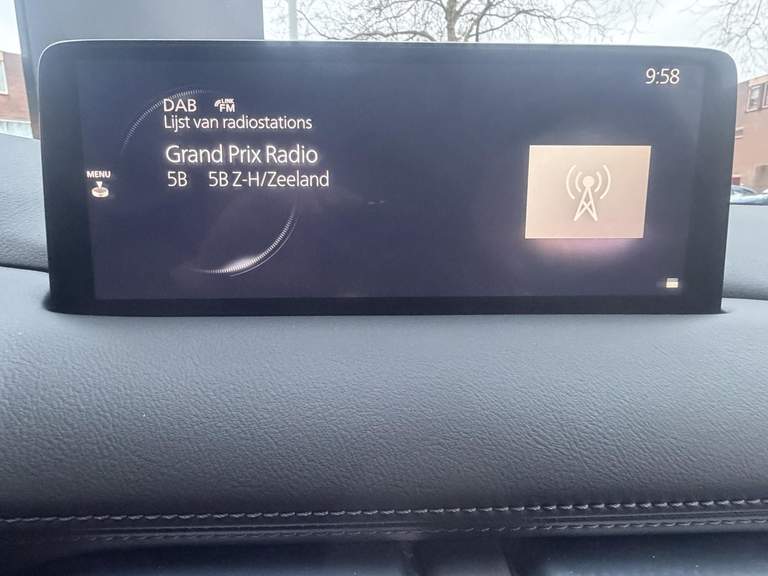 9:58
DAB LINK FM
Lijst van radiostations
Grand Prix Radio
MENU
5B 5B Z-H/Zeeland